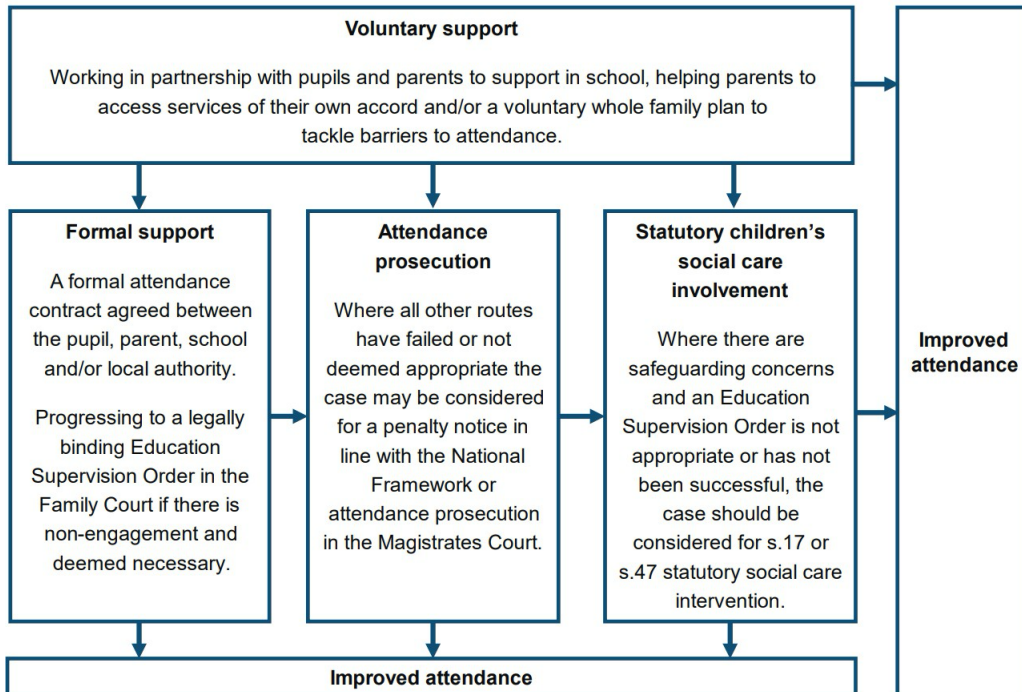 Voluntary support
Working in partnership with pupils and parents to support in school, helping parents to
access services of their own accord and/or a voluntary whole family plan to
tackle barriers to attendance.
Formal support
A formal attendance
contract agreed between
the pupil, parent, school
and/or local authority.
Progressing to a legally
binding Education
Supervision Order in the
Family Court if there is
non-engagement and
deemed necessary.
Attendance
prosecution
Where all other routes
have failed or not
deemed appropriate the
case may be considered
for a penalty notice in
line with the National
Framework or
attendance prosecution
in the Magistrates Court.
Statutory children’s
social care
involvement
Where there are
safeguarding concerns
and an Education
Supervision Order is not
appropriate or has not
been successful, the
case should be
considered for s.17 or
s.47 statutory social care
intervention.
Improved
attendance
Improved attendance